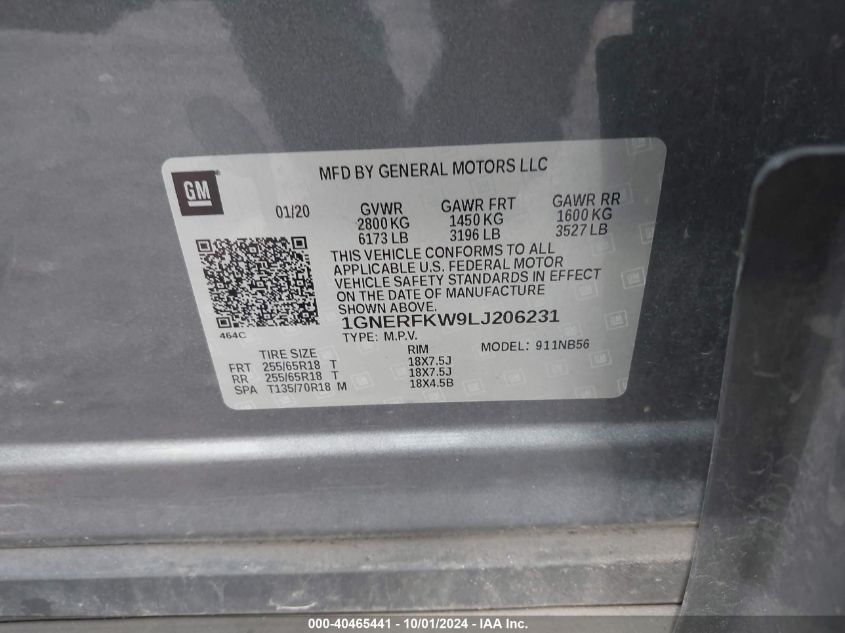 MFD BY GENERAL MOTORS LLC
GM
01/20 GVWR GAWR FRT GAWR RR
2800 KG 1450 KG 1600 KG
6173 LB 3196 LB 3527 LB
THIS VEHICLE CONFORMS TO ALL
APPLICABLE U.S. FEDERAL MOTOR
VEHICLE SAFETY STANDARDS IN EFFECT
ON THE DATE OF MANUFACTURE
SHOWN ABOVE.
464C
1GNERFKW9LJ206231
TYPE: M.P.V. MODEL: 911NB56
TIRE SIZE RIM
FRT 255/65R18 T 18X7.5J
RR 255/65R18 T 18X7.5J
SPA T135/70R18 M 18X4.5B
000-40465441 - 10/01/2024 - IAA Inc.